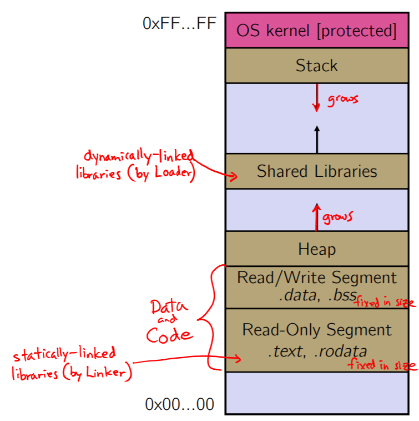 0xFF...FF
OS kernel [protected]
Stack
grows
dynamically-linked
libraries (by Loader)
Shared Libraries
grows
Heap
Read/Write Segment
.data, .bss
fixed in size
Data
and
Code
Read-Only Segment
.text, .rodata
fixed in size
statically-linked
libraries (by Linker)
0x00...00